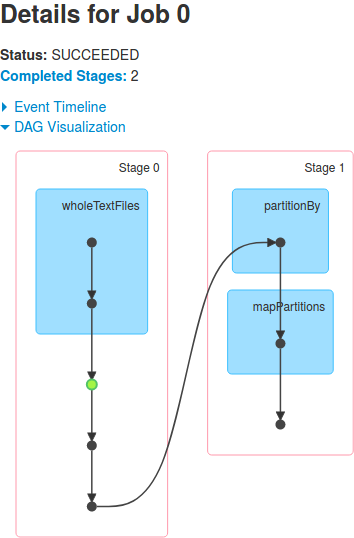 Details for Job 0
Status: SUCCEEDED
Completed Stages: 2
Event Timeline
DAG Visualization
Stage 0
Stage 1
wholeTextFiles
partitionBy
mapPartitions